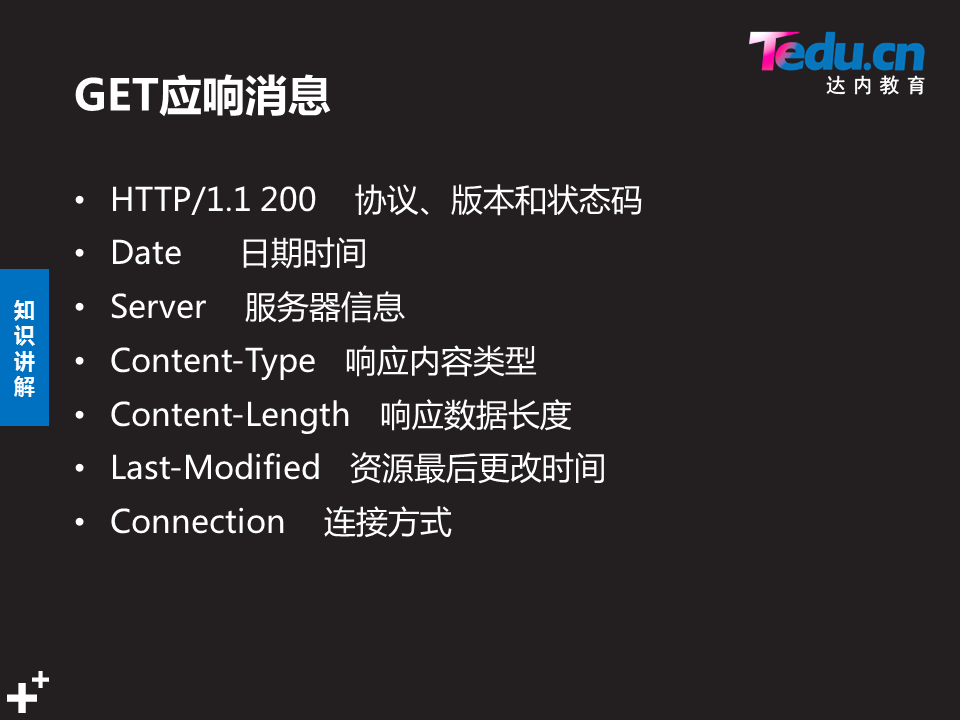 Tedu.cn
达内教育
GET应响消息
• HTTP/1.1 200 协议、版本和状态码
• Date 日期时间
• Server 服务器信息
• Content-Type 响应内容类型
• Content-Length 响应数据长度
• Last-Modified 资源最后更改时间
• Connection 连接方式
知识讲解